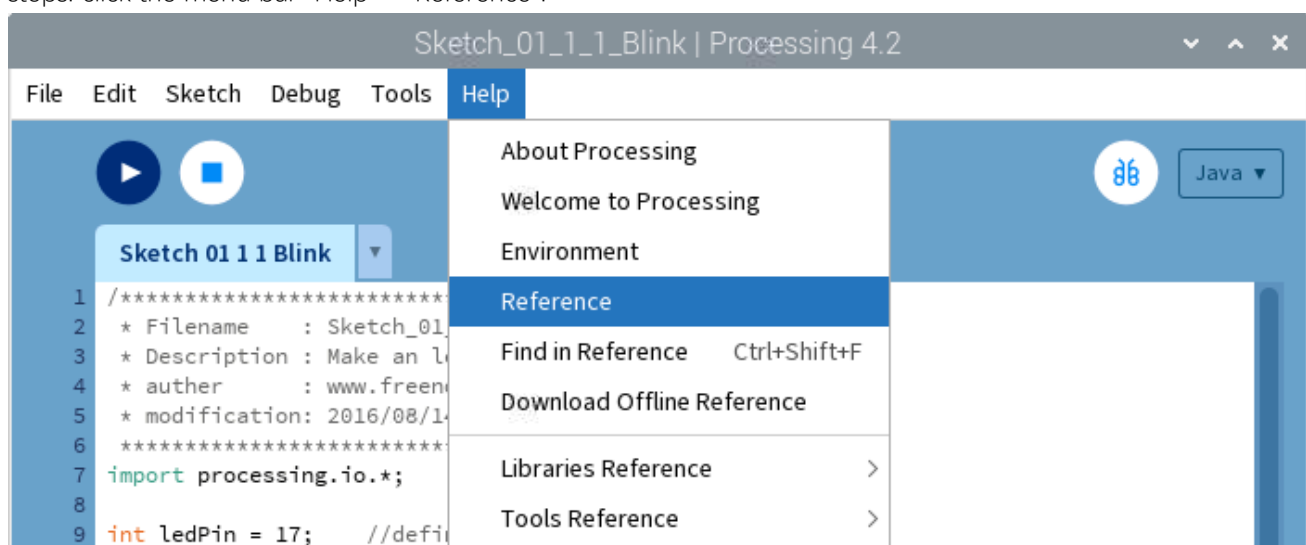 Sketch_01_1_1_Blink | Processing 4.2
File Edit Sketch Debug Tools Help
About Processing
Welcome to Processing
Environment
Reference
Find in Reference Ctrl+Shift+F
Download Offline Reference
Libraries Reference
Tools Reference
Java
Sketch 01 1 1 Blink
1 /**************************
2 * Filename : Sketch_01_
3 * Description : Make an
4 * auther : www.freen
5 * modification: 2016/08/14
6 **************************
7 import processing.io.*;
8
9 int ledPin = 17; //defi